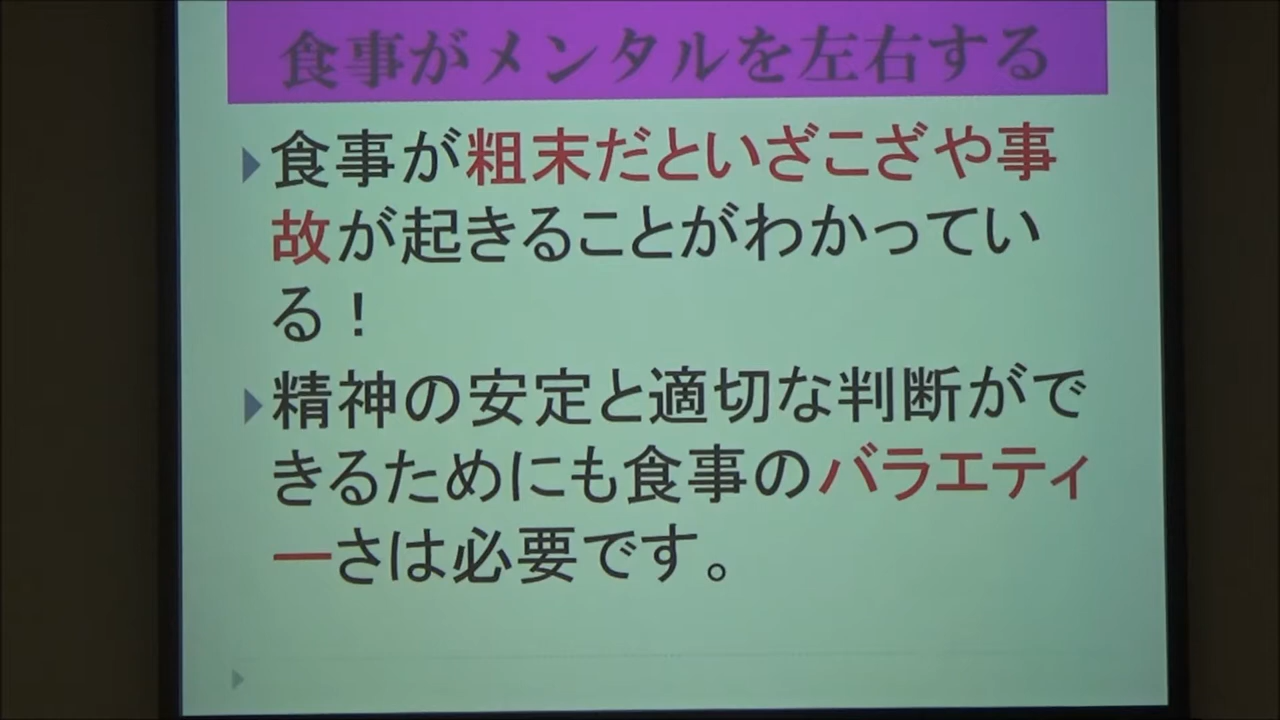 食事がメンタルを左右する
食事が粗末だといざこざや事
故が起きることがわかってい
る！
精神の安定と適切な判断がで
きるためにも食事のバラエティ
ーさは必要です。